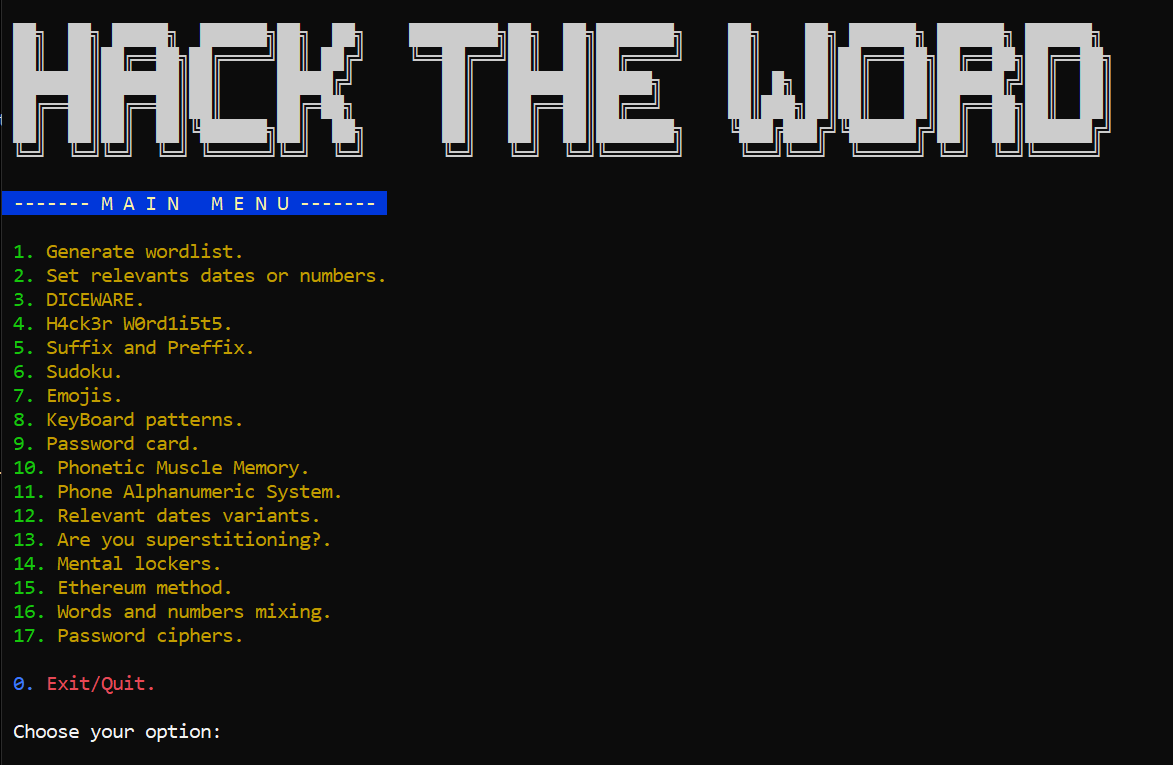 HACK THE WORD
------- M A I N   M E N U -------
1. Generate wordlist.
2. Set relevants dates or numbers.
3. DICEWARE.
4. H4ck3r W0rd1i5t5.
5. Suffix and Preffix.
6. Sudoku.
7. Emojis.
8. KeyBoard patterns.
9. Password card.
10. Phonetic Muscle Memory.
11. Phone Alphanumeric System.
12. Relevant dates variants.
13. Are you superstitioning?.
14. Mental lockers.
15. Ethereum method.
16. Words and numbers mixing.
17. Password ciphers.
0. Exit/Quit.
Choose your option: